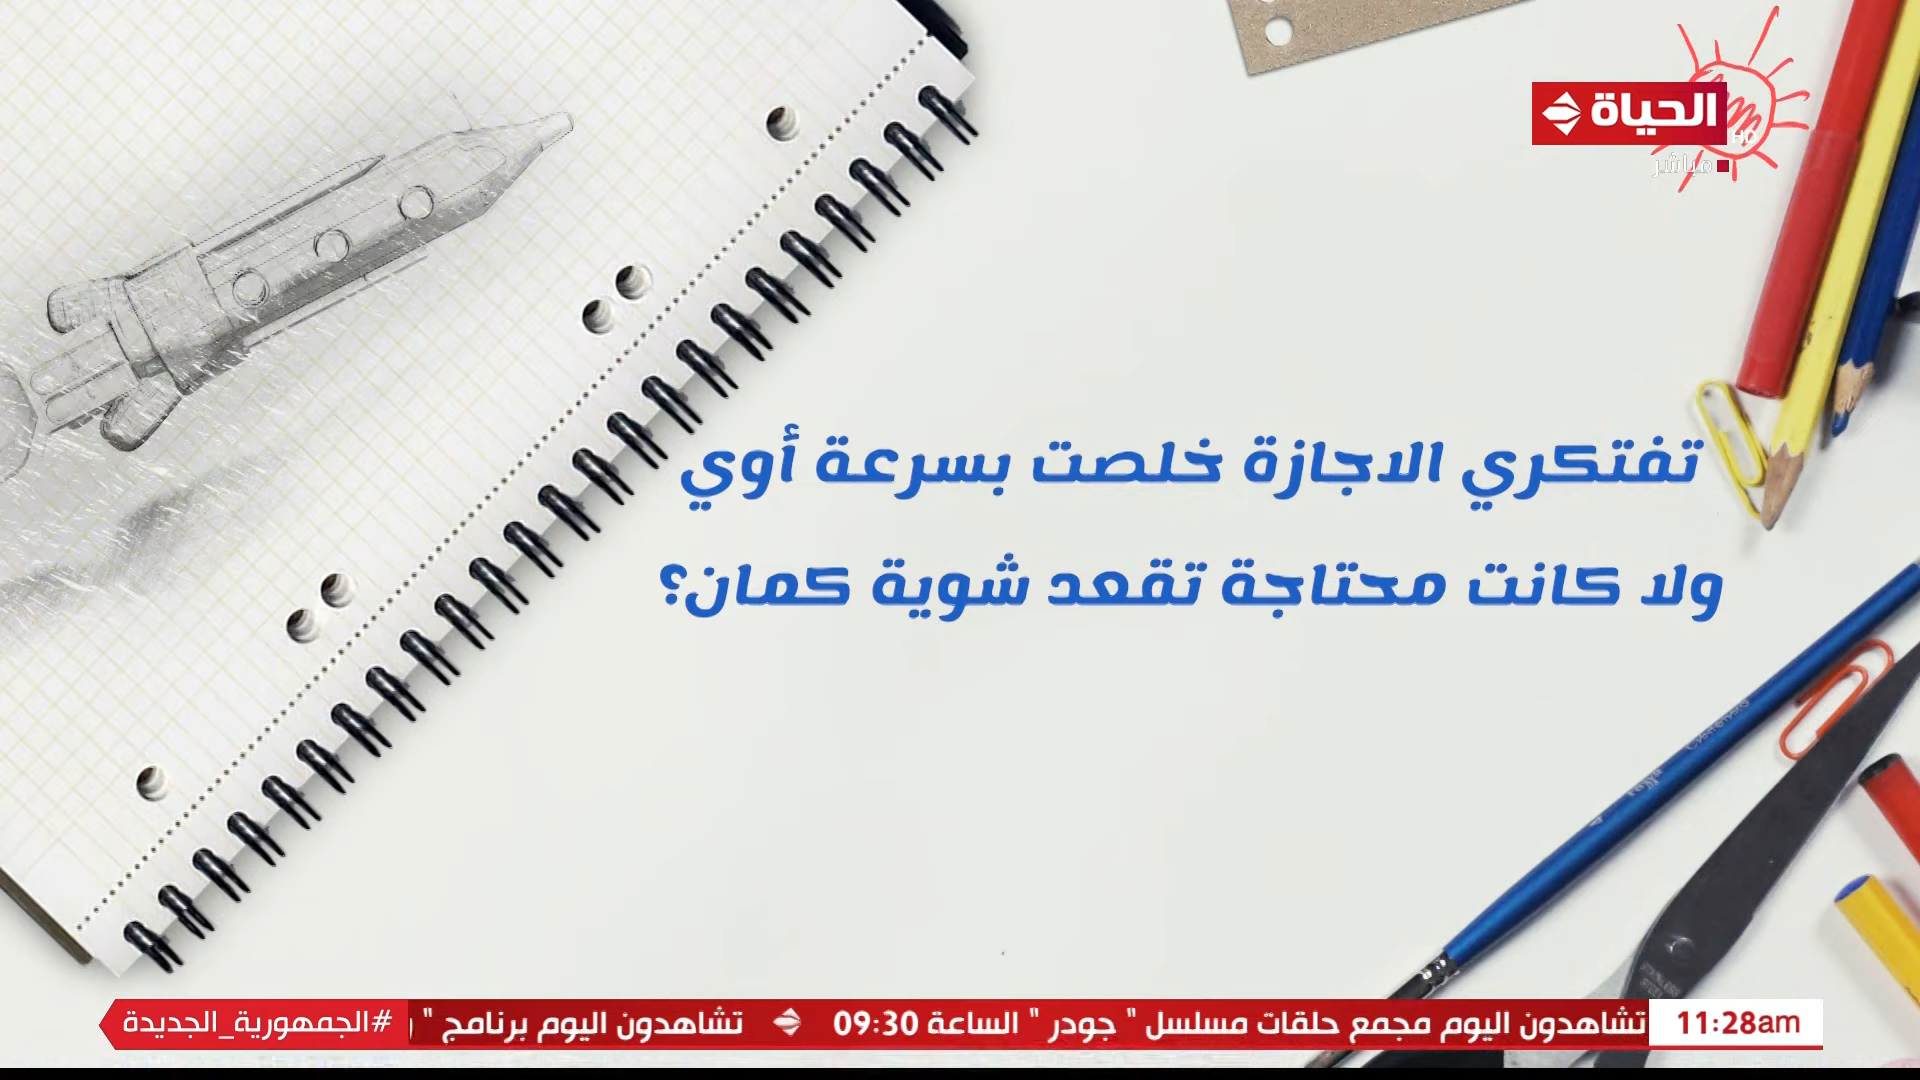 الحياة
HD
مباشر
تفتكري الاجازة خلصت بسرعة أوي
ولا كانت محتاجة تقعد شوية كمان؟
11:28am
تشاهدون اليوم مجمع حلقات مسلسل " جودر " الساعة 09:30
تشاهدون اليوم برنامج "
#الجمهورية_الجديدة